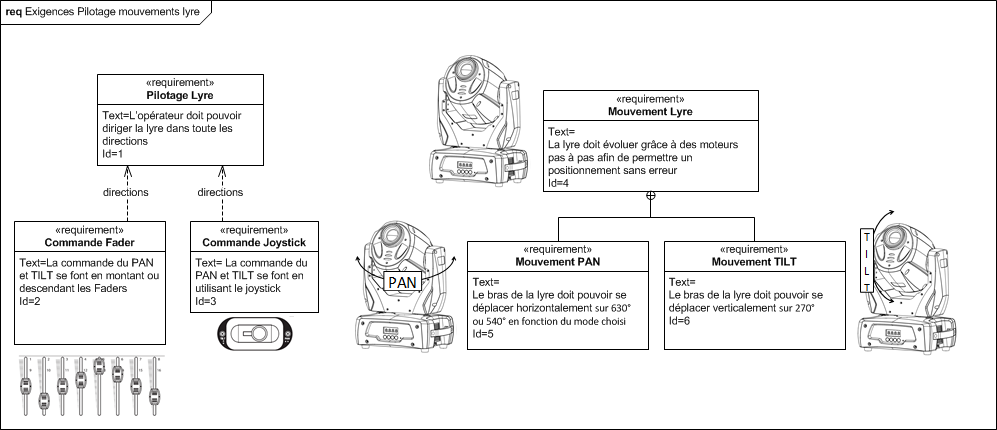 req Exigences Pilotage mouvements lyre
«requirement»
Pilotage Lyre
Text=L'opérateur doit pouvoir
diriger la lyre dans toute les
directions
Id=1
directions
directions
«requirement»
Commande Fader
Text=La commande du PAN
et TILT se font en montant ou
descendant les Faders
Id=2
«requirement»
Commande Joystick
Text= La commande du
PAN et TILT se font en
utilisant le joystick
Id=3
«requirement»
Mouvement Lyre
Text=
La lyre doit évoluer grâce à des moteurs
pas à pas afin de permettre un
positionnement sans erreur
Id=4
PAN
«requirement»
Mouvement PAN
Text=
Le bras de la lyre doit pouvoir se
déplacer horizontalement sur 630°
ou 540° en fonction du mode choisi
Id=5
«requirement»
Mouvement TILT
Text=
Le bras de la lyre doit pouvoir se
déplacer verticalement sur 270°
Id=6
TILT